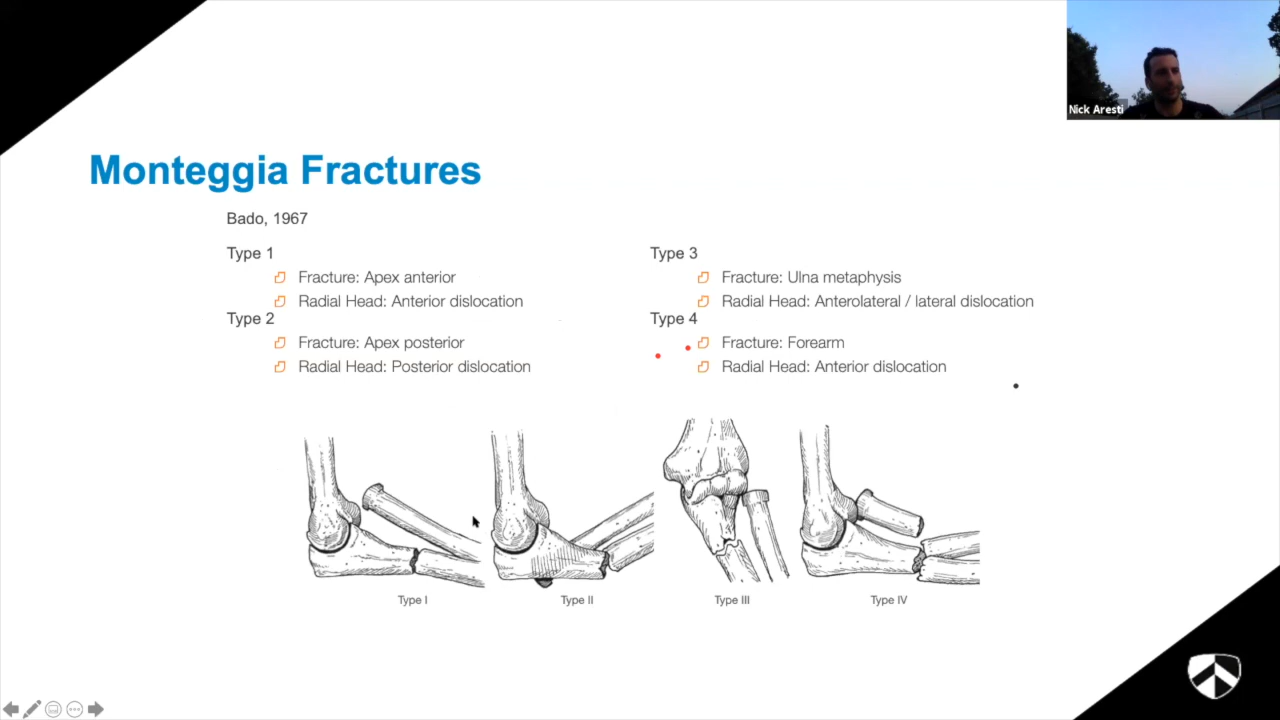 Nick Aresti
Monteggia Fractures
Bado, 1967
Type 1
Fracture: Apex anterior
Radial Head: Anterior dislocation
Type 2
Fracture: Apex posterior
Radial Head: Posterior dislocation
Type 3
Fracture: Ulna metaphysis
Radial Head: Anterolateral / lateral dislocation
Type 4
Fracture: Forearm
Radial Head: Anterior dislocation
Type I
Type II
Type III
Type IV